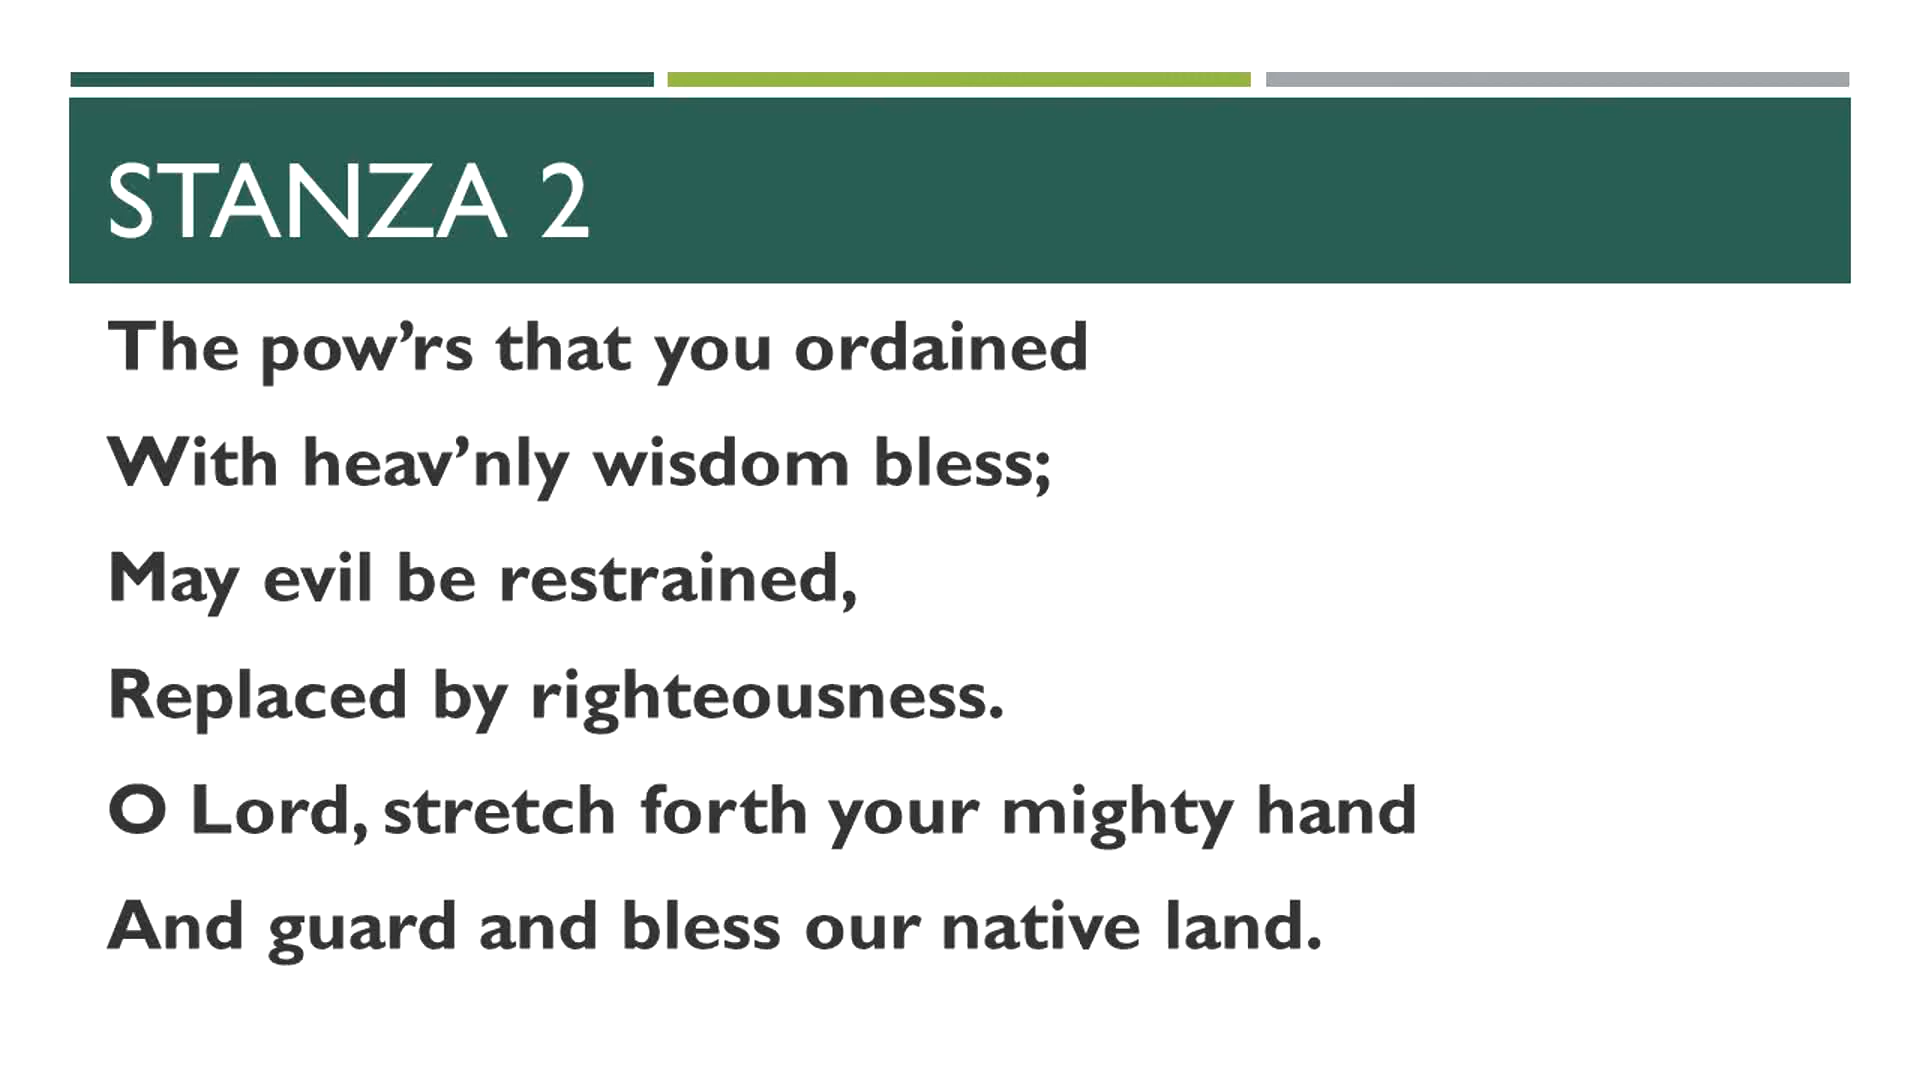 STANZA 2
The pow’rs that you ordained
With heav’nly wisdom bless;
May evil be restrained,
Replaced by righteousness.
O Lord, stretch forth your mighty hand
And guard and bless our native land.